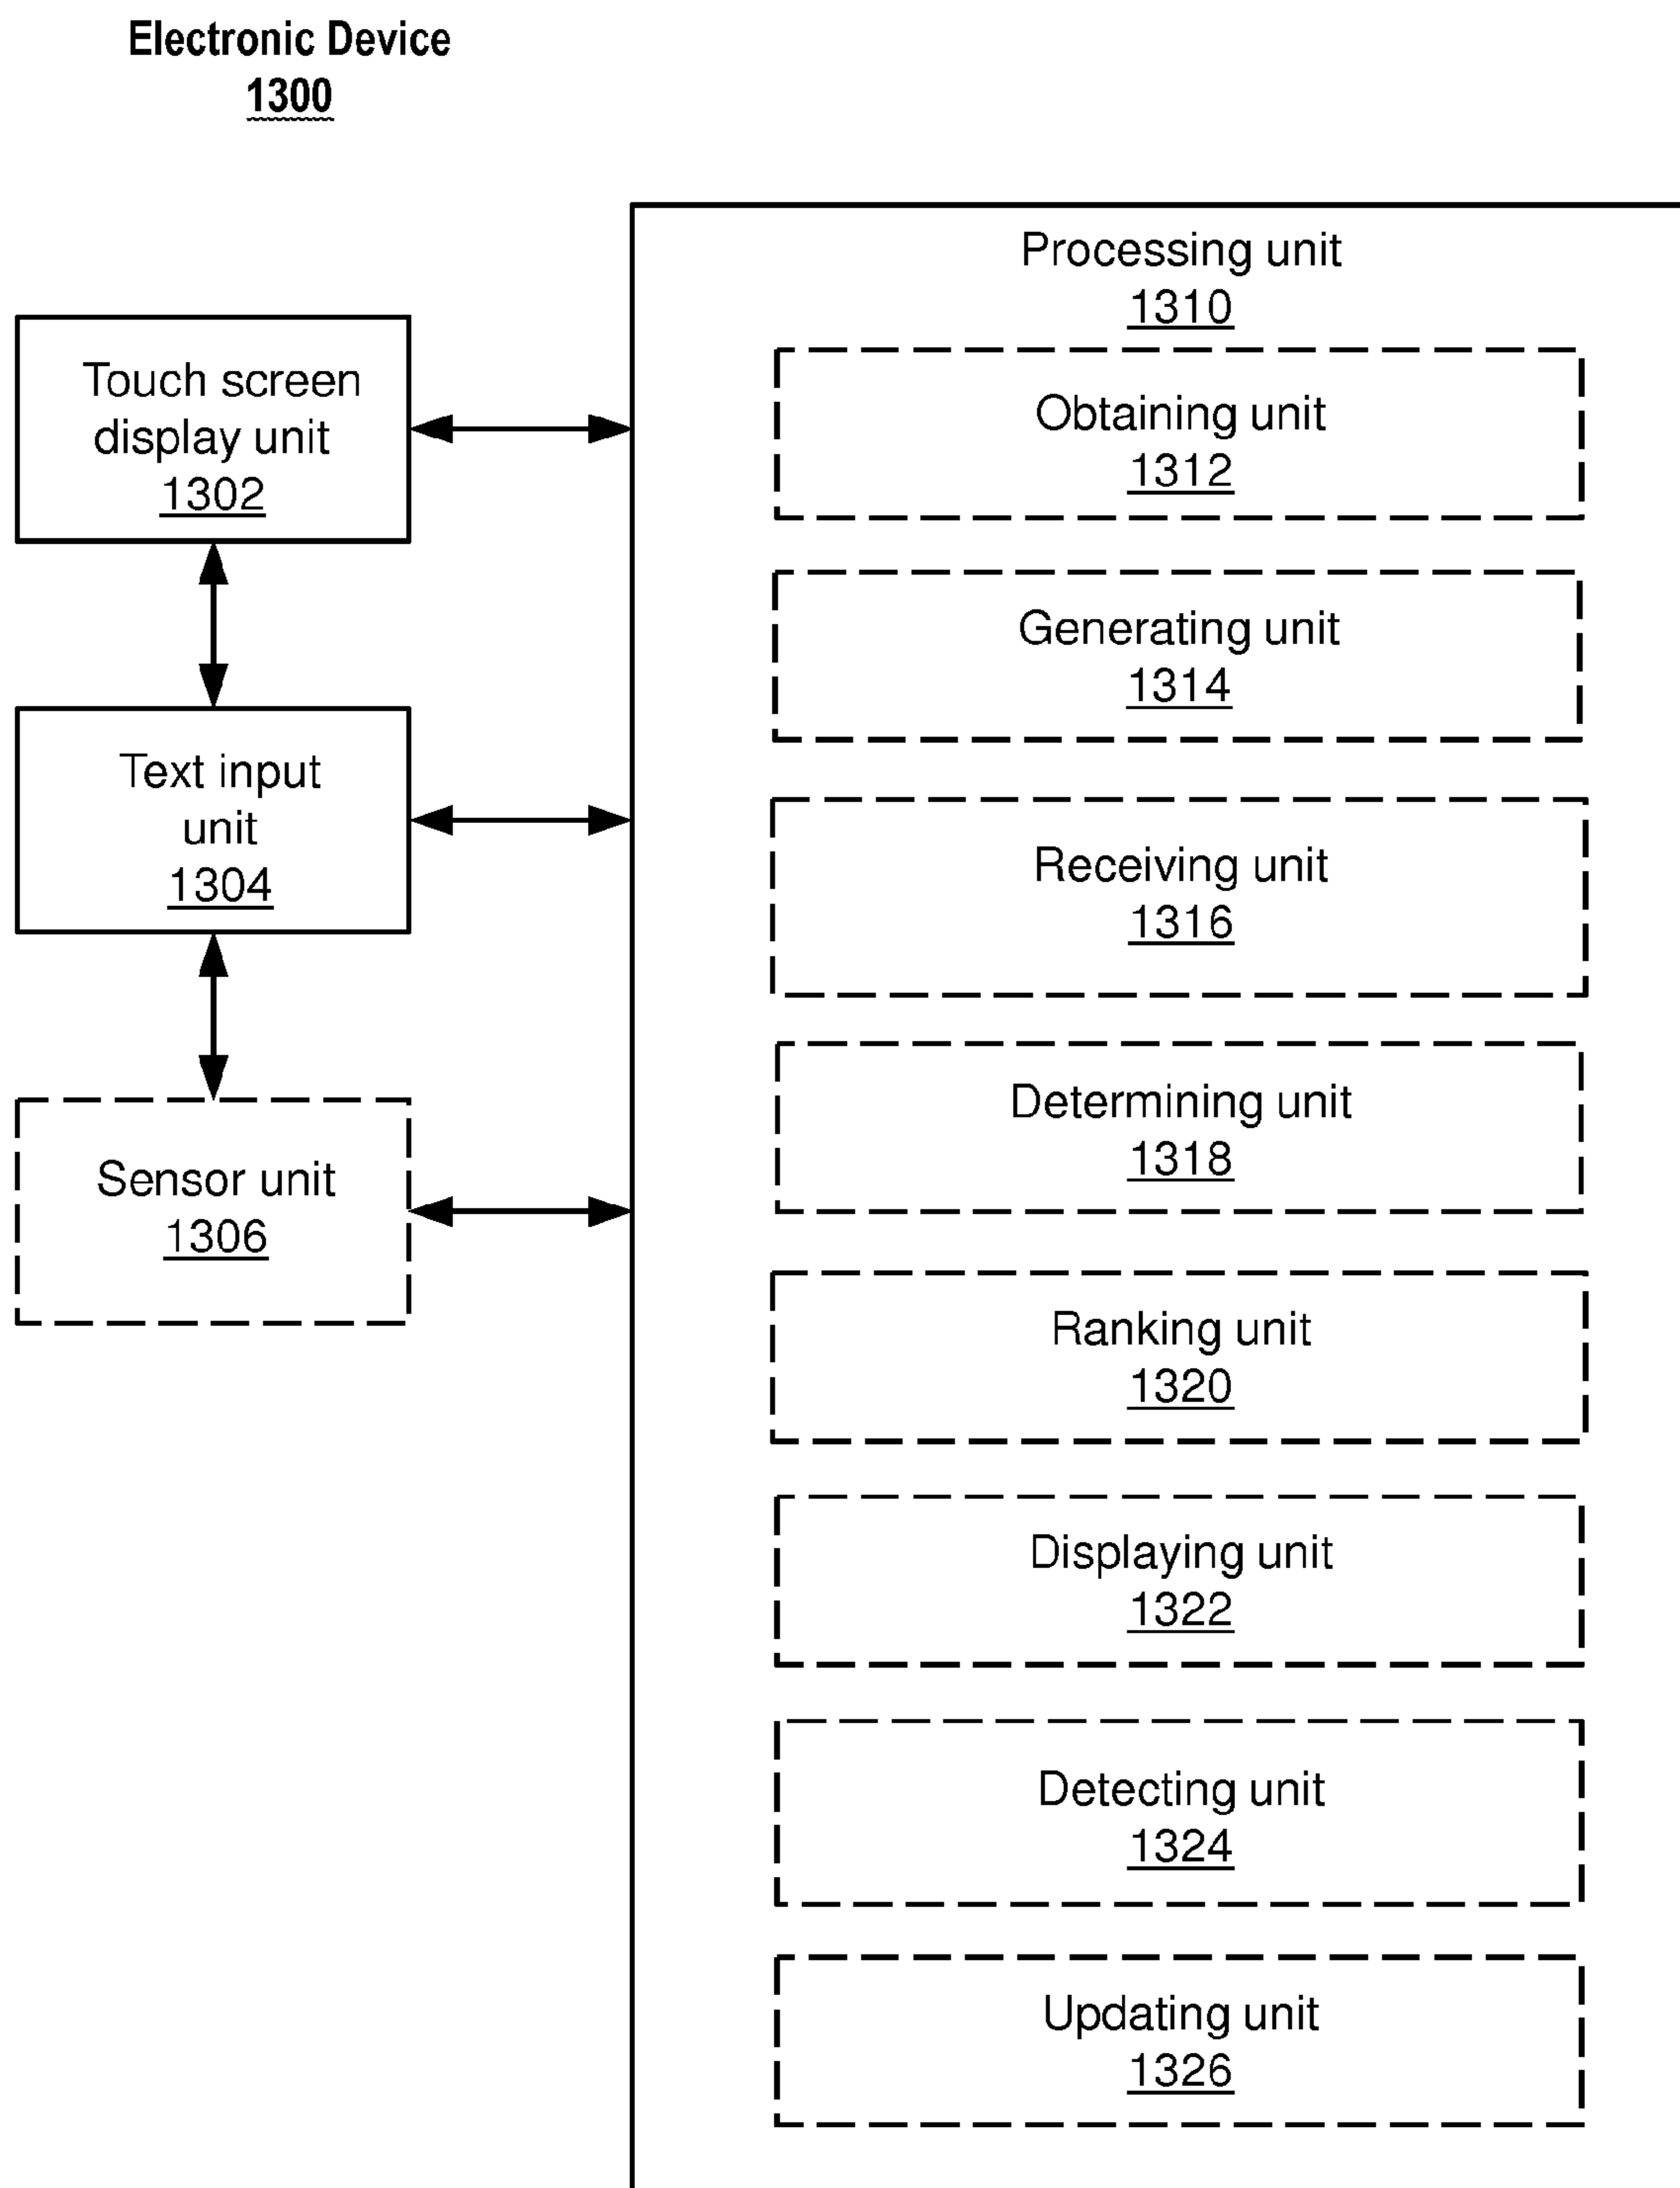 Electronic Device
1300
Touch screen
display unit
1302
Text input
unit
1304
Sensor unit
1306
Processing unit
1310
Obtaining unit
1312
Generating unit
1314
Receiving unit
1316
Determining unit
1318
Ranking unit
1320
Displaying unit
1322
Detecting unit
1324
Updating unit
1326